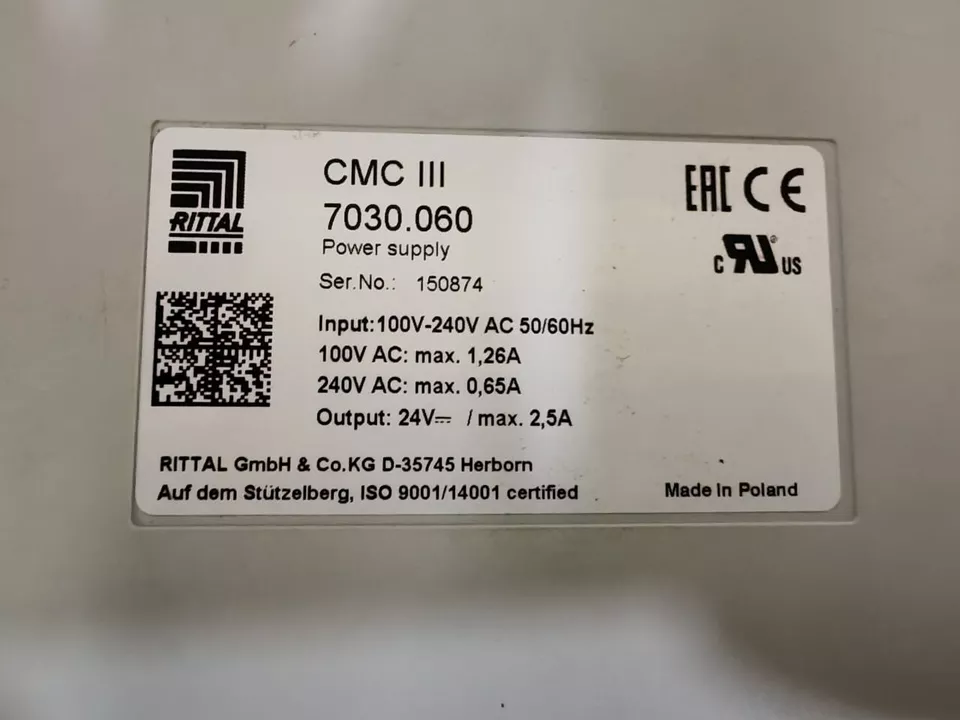 RITTAL
CMC III
7030.060
Power supply
Ser.No.: 150874
EAC CE
c RU ® US
Input:100V-240V AC 50/60Hz
100V AC: max. 1,26A
240V AC: max. 0,65A
Output: 24V⎓ / max. 2,5A
RITTAL GmbH & Co.KG D-35745 Herborn
Auf dem Stützelberg, ISO 9001/14001 certified
Made in Poland